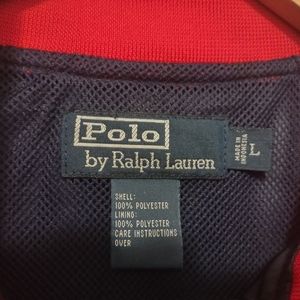 Polo
by Ralph Lauren
MADE IN
INDONESIA
L
SHELL:
100% POLYESTER
LINING:
100% POLYESTER
CARE INSTRUCTIONS
OVER